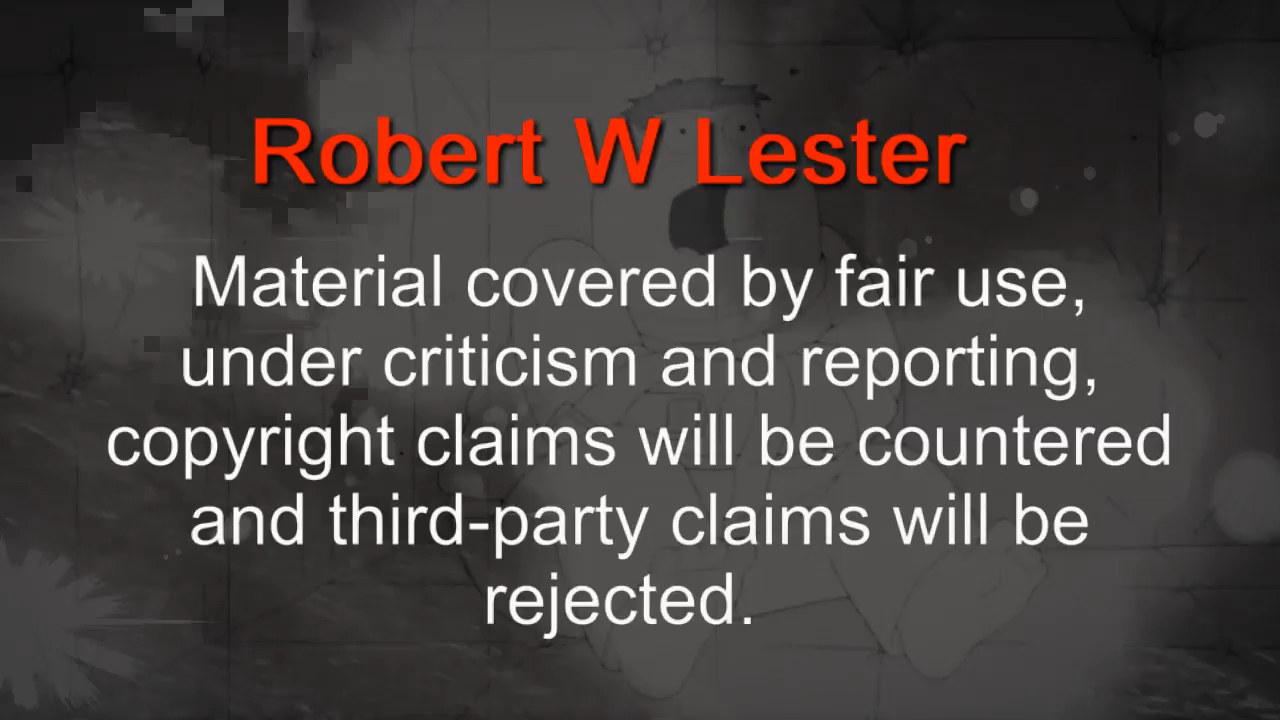 Robert W Lester
Material covered by fair use,
under criticism and reporting,
copyright claims will be countered
and third-party claims will be
rejected.